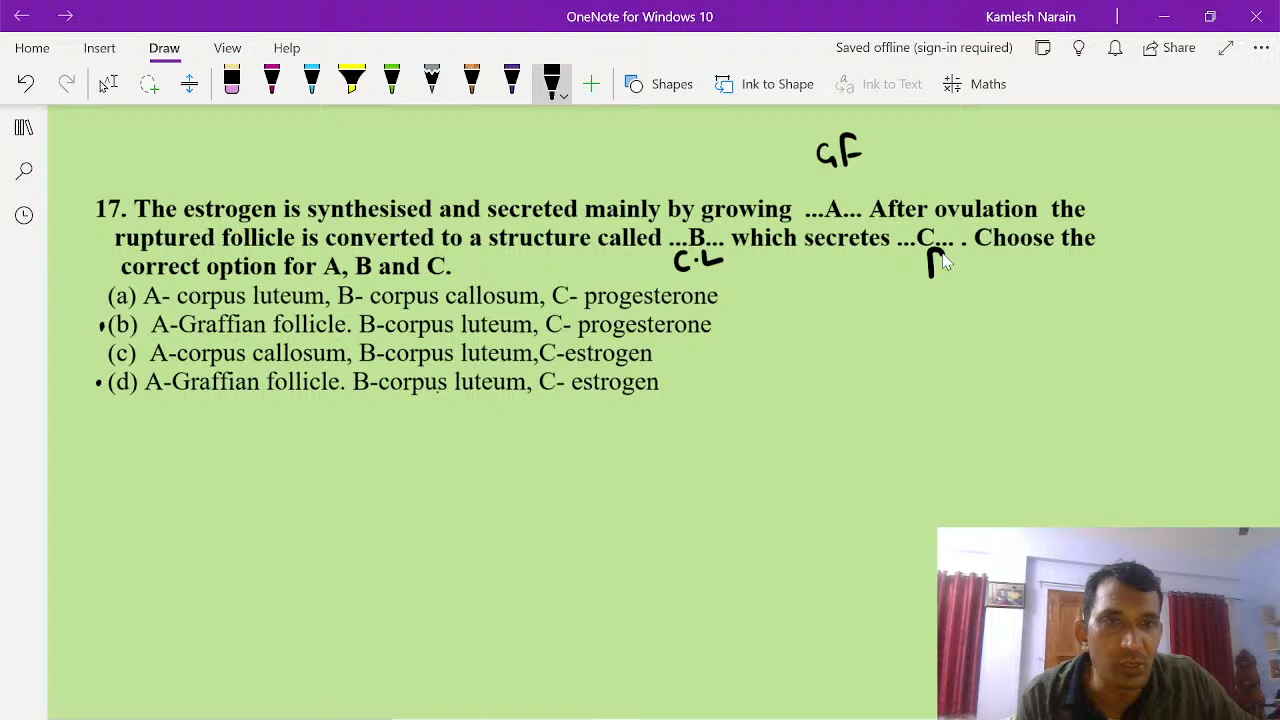 OneNote for Windows 10
Kamlesh Narain
Home Insert Draw View Help
Saved offline (sign-in required)
Share
Shapes
Ink to Shape
Ink to Text
Maths
GF
17. The estrogen is synthesised and secreted mainly by growing ...A... After ovulation the
ruptured follicle is converted to a structure called ...B... which secretes ...C... . Choose the
C.L
correct option for A, B and C.
(a) A- corpus luteum, B- corpus callosum, C- progesterone
(b) A-Graffian follicle. B-corpus luteum, C- progesterone
(c) A-corpus callosum, B-corpus luteum,C-estrogen
(d) A-Graffian follicle. B-corpus luteum, C- estrogen